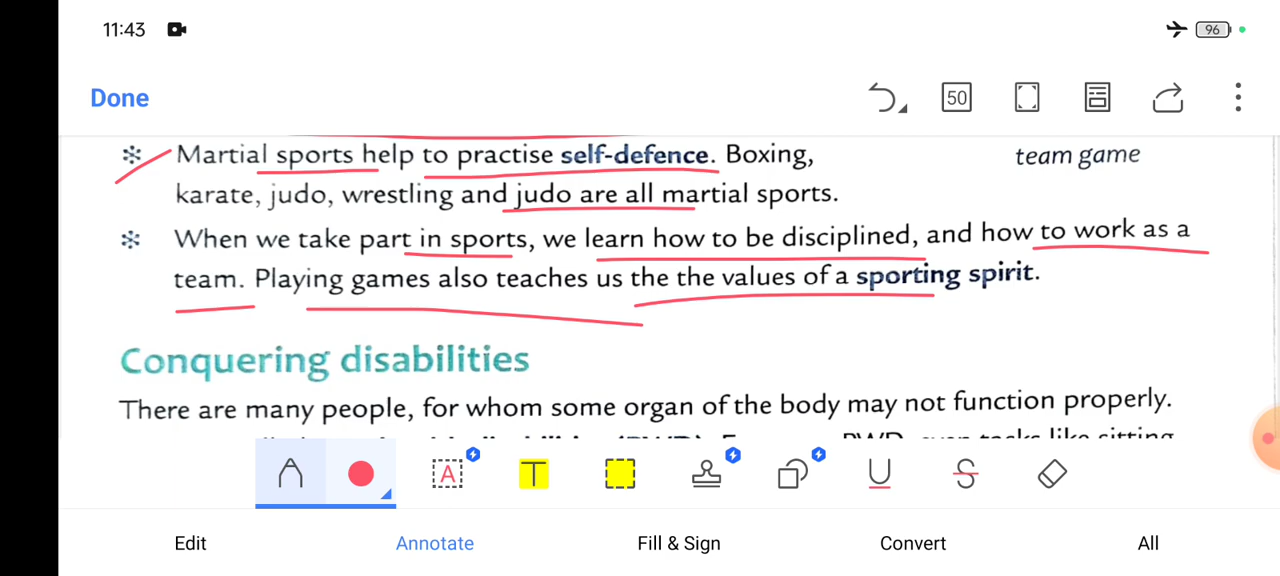 11:43
96
Done
50
Martial sports help to practise self-defence. Boxing,
team game
karate, judo, wrestling and judo are all martial sports.
When we take part in sports, we learn how to be disciplined, and how to work as a
team. Playing games also teaches us the the values of a sporting spirit.
Conquering disabilities
There are many people, for whom some organ of the body may not function properly.
A
T
U
S
Edit
Annotate
Fill & Sign
Convert
All